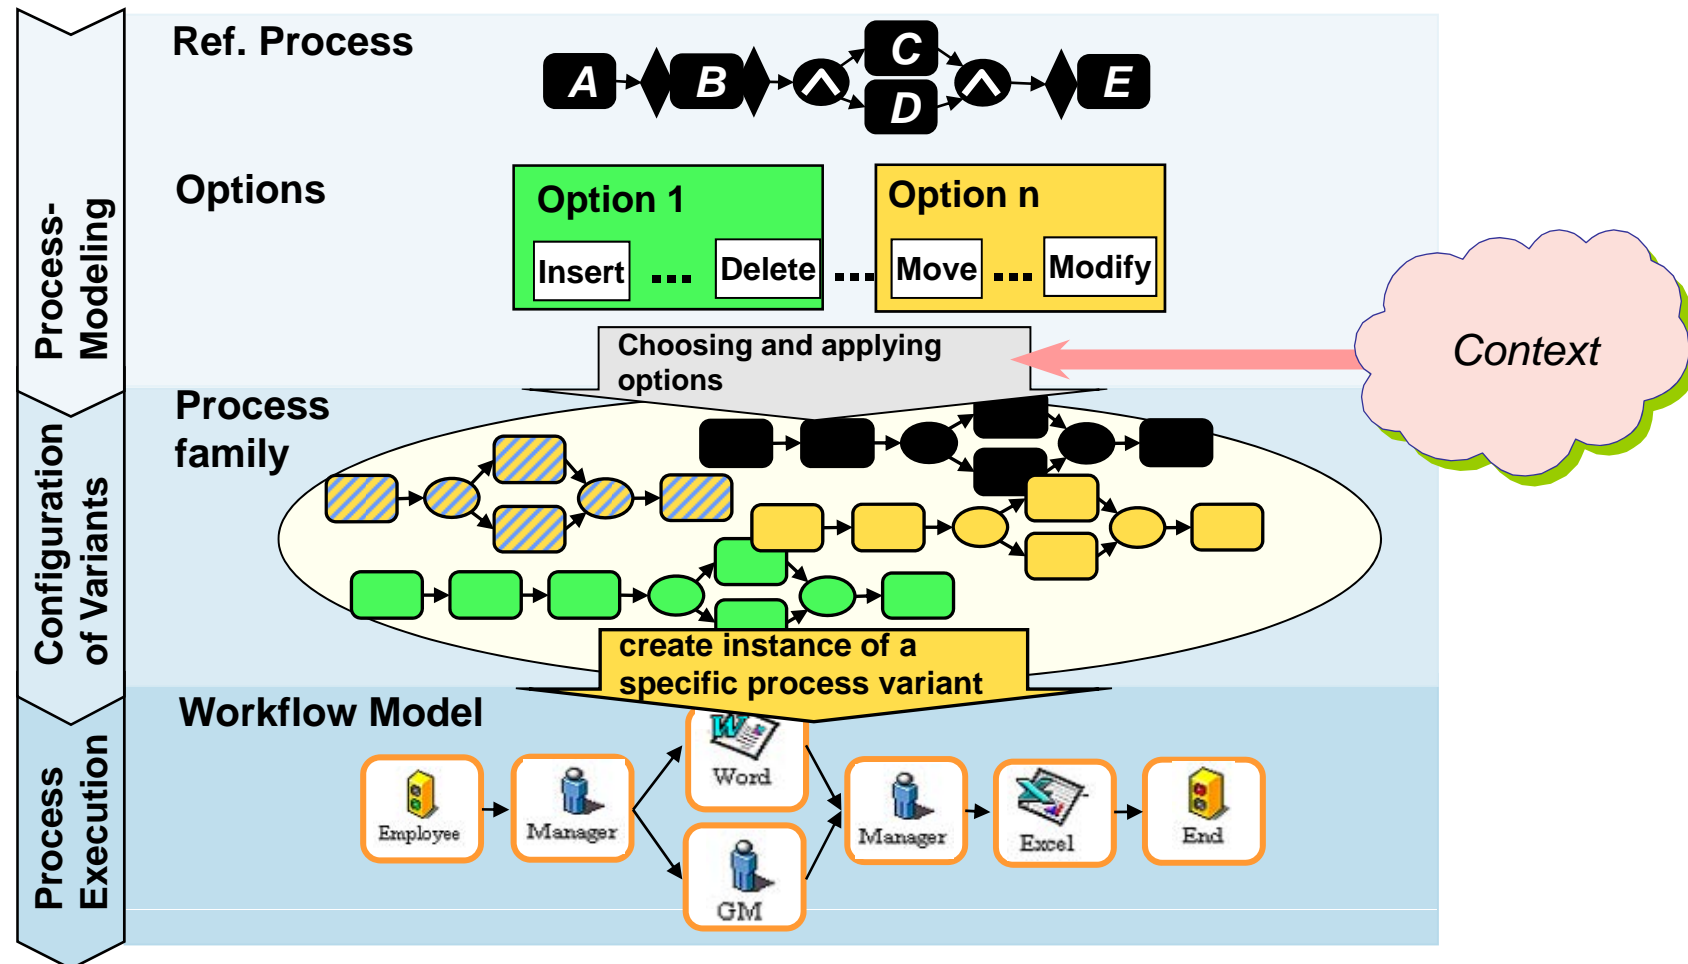 Ref. Process
A
B
C
D
E
Options
Option 1
Insert
...
Delete
...
Option n
Move
...
Modify
Process-
Modeling
Choosing and applying
options
Context
Process
family
Configuration
of Variants
create instance of a
specific process variant
Workflow Model
Process
Execution
Employee
Manager
Word
GM
Manager
Excel
End